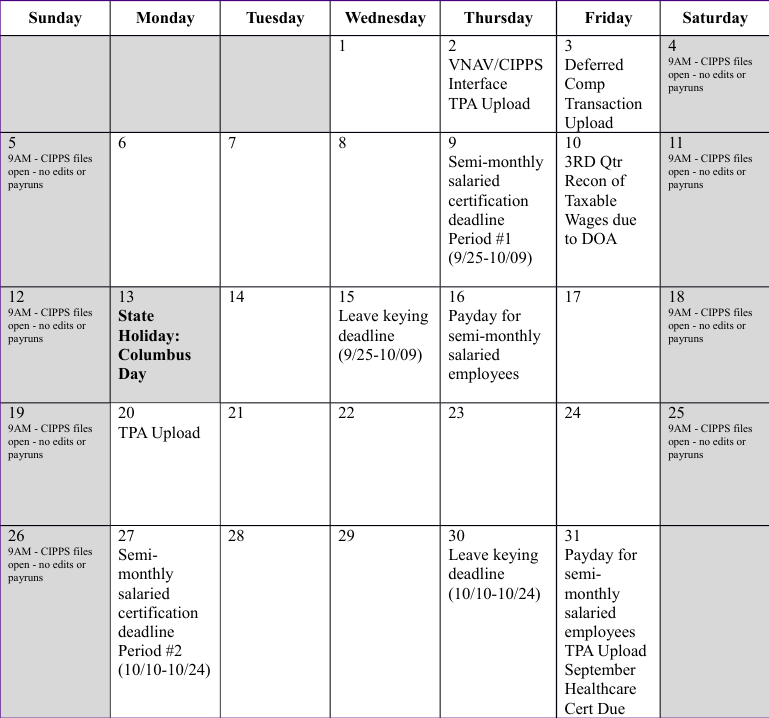 Sunday Monday Tuesday Wednesday Thursday Friday Saturday
1
2
VNAV/CIPPS
Interface
TPA Upload
3
Deferred
Comp
Transaction
Upload
4
9AM - CIPPS files
open - no edits or
payruns
5
9AM - CIPPS files
open - no edits or
payruns
6
7
8
9
Semi-monthly
salaried
certification
deadline
Period #1
(9/25-10/09)
10
3RD Qtr
Recon of
Taxable
Wages due
to DOA
11
9AM - CIPPS files
open - no edits or
payruns
12
9AM - CIPPS files
open - no edits or
payruns
13
State
Holiday:
Columbus
Day
14
15
Leave keying
deadline
(9/25-10/09)
16
Payday for
semi-monthly
salaried
employees
17
18
9AM - CIPPS files
open - no edits or
payruns
19
9AM - CIPPS files
open - no edits or
payruns
20
TPA Upload
21
22
23
24
25
9AM - CIPPS files
open - no edits or
payruns
26
9AM - CIPPS files
open - no edits or
payruns
27
Semi-
monthly
salaried
certification
deadline
Period #2
(10/10-10/24)
28
29
30
Leave keying
deadline
(10/10-10/24)
31
Payday for
semi-
monthly
salaried
employees
TPA Upload
September
Healthcare
Cert Due